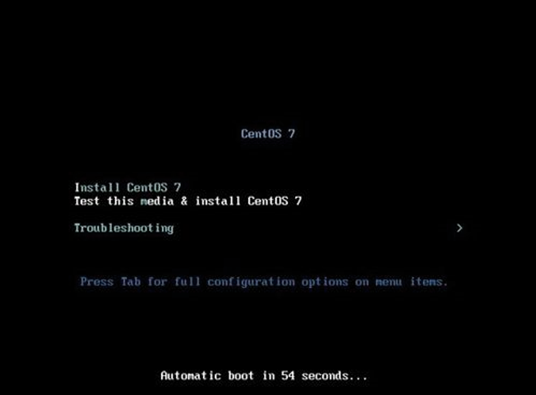 CentOS 7
Install CentOS 7
Test this media & install CentOS 7
Troubleshooting >
Press Tab for full configuration options on menu items.
Automatic boot in 54 seconds...